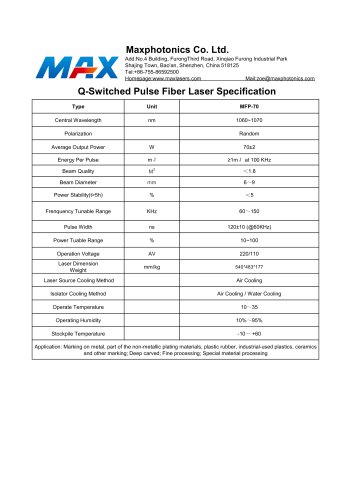 Maxphotonics Co. Ltd.
MAX
Add:No.4 Building, FurongThird Road, Xinqiao Furong Industrial Park
Shajing Town, Bao'an, Shenzhen, China 518125
Tel:+86-755-86592500
Homepage:www.maxlasers.com Mail:zoe@maxphotonics.com
Q-Switched Pulse Fiber Laser Specification
Type Unit MFP-70
Central Wavelength nm 1060~1070
Polarization Random
Average Output Power W 70±2
Energy Per Pulse mJ ≥1mJ at 100 KHz
Beam Quality M² ＜1.8
Beam Diameter mm 6～9
Power Stability(>5h) % ＜5
Frenquency Tunable Range KHz 60～150
Pulse Width ns 120±10 (@60KHz)
Power Tuable Range % 10~100
Operation Voltage AV 220/110
Laser Dimension
Weight mm/kg 540*483*177
Laser Source Cooling Method Air Cooling
Isolator Cooling Method Air Cooling / Water Cooling
Operate Temperature 10～35
Operating Humidity 10%～95%
Stockpile Temperature -10～ +60
Application: Marking on metal, part of the non-metallic plating materials, plastic rubber, industrial-used plastics, ceramics
and other marking; Deep carved; Fine processing; Special material processing